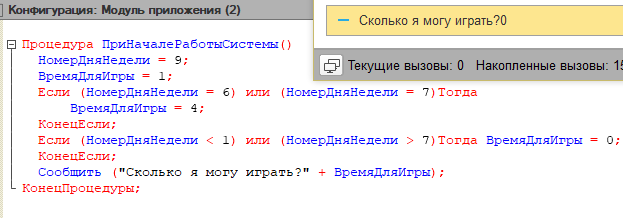 Конфигурация: Модуль приложения (2)
Сколько я могу играть?0
Текущие вызовы: 0 Накопленные вызовы: 15
Процедура ПриНачалеРаботыСистемы()
НомерДняНедели = 9;
ВремяДляИгры = 1;
Если (НомерДняНедели = 6) или (НомерДняНедели = 7)Тогда
ВремяДляИгры = 4;
КонецЕсли;
Если (НомерДняНедели < 1) или (НомерДняНедели > 7)Тогда ВремяДляИгры = 0;
КонецЕсли;
Сообщить ("Сколько я могу играть?" + ВремяДляИгры);
КонецПроцедуры;